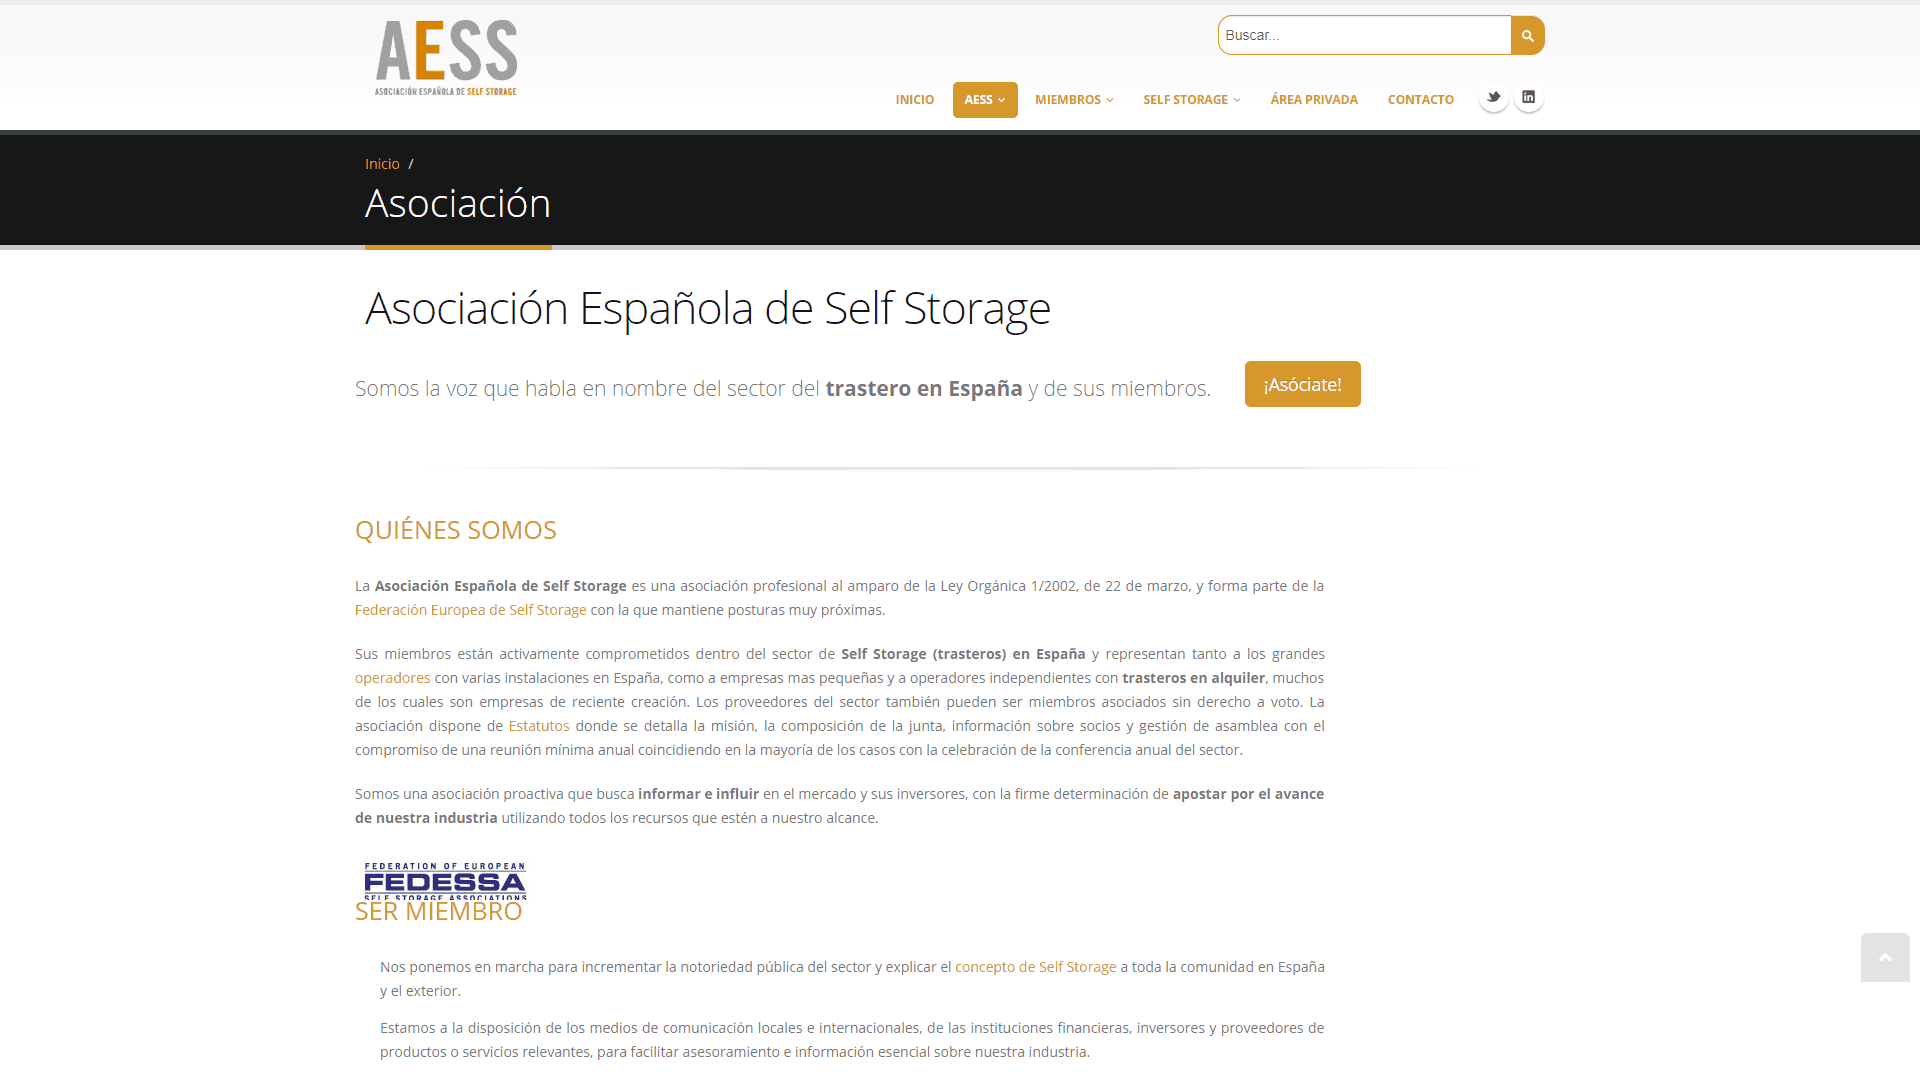 AESS
ASOCIACIÓN ESPAÑOLA DE SELF STORAGE
Buscar...
INICIO
AESS
MIEMBROS
SELF STORAGE
ÁREA PRIVADA
CONTACTO
Inicio /
Asociación
Asociación Española de Self Storage
Somos la voz que habla en nombre del sector del trastero en España y de sus miembros.
¡Asóciate!
QUIÉNES SOMOS
La Asociación Española de Self Storage es una asociación profesional al amparo de la Ley Orgánica 1/2002, de 22 de marzo, y forma parte de la
Federación Europea de Self Storage con la que mantiene posturas muy próximas.
Sus miembros están activamente comprometidos dentro del sector de Self Storage (trasteros) en España y representan tanto a los grandes
operadores con varias instalaciones en España, como a empresas mas pequeñas y a operadores independientes con trasteros en alquiler, muchos
de los cuales son empresas de reciente creación. Los proveedores del sector también pueden ser miembros asociados sin derecho a voto. La
asociación dispone de Estatutos donde se detalla la misión, la composición de la junta, información sobre socios y gestión de asamblea con el
compromiso de una reunión mínima anual coincidiendo en la mayoría de los casos con la celebración de la conferencia anual del sector.
Somos una asociación proactiva que busca informar e influir en el mercado y sus inversores, con la firme determinación de apostar por el avance
de nuestra industria utilizando todos los recursos que estén a nuestro alcance.
FEDERATION OF EUROPEAN
FEDESSA
SELF STORAGE ASSOCIATIONS
SER MIEMBRO
Nos ponemos en marcha para incrementar la notoriedad pública del sector y explicar el concepto de Self Storage a toda la comunidad en España
y el exterior.
Estamos a la disposición de los medios de comunicación locales e internacionales, de las instituciones financieras, inversores y proveedores de
productos o servicios relevantes, para facilitar asesoramiento e información esencial sobre nuestra industria.